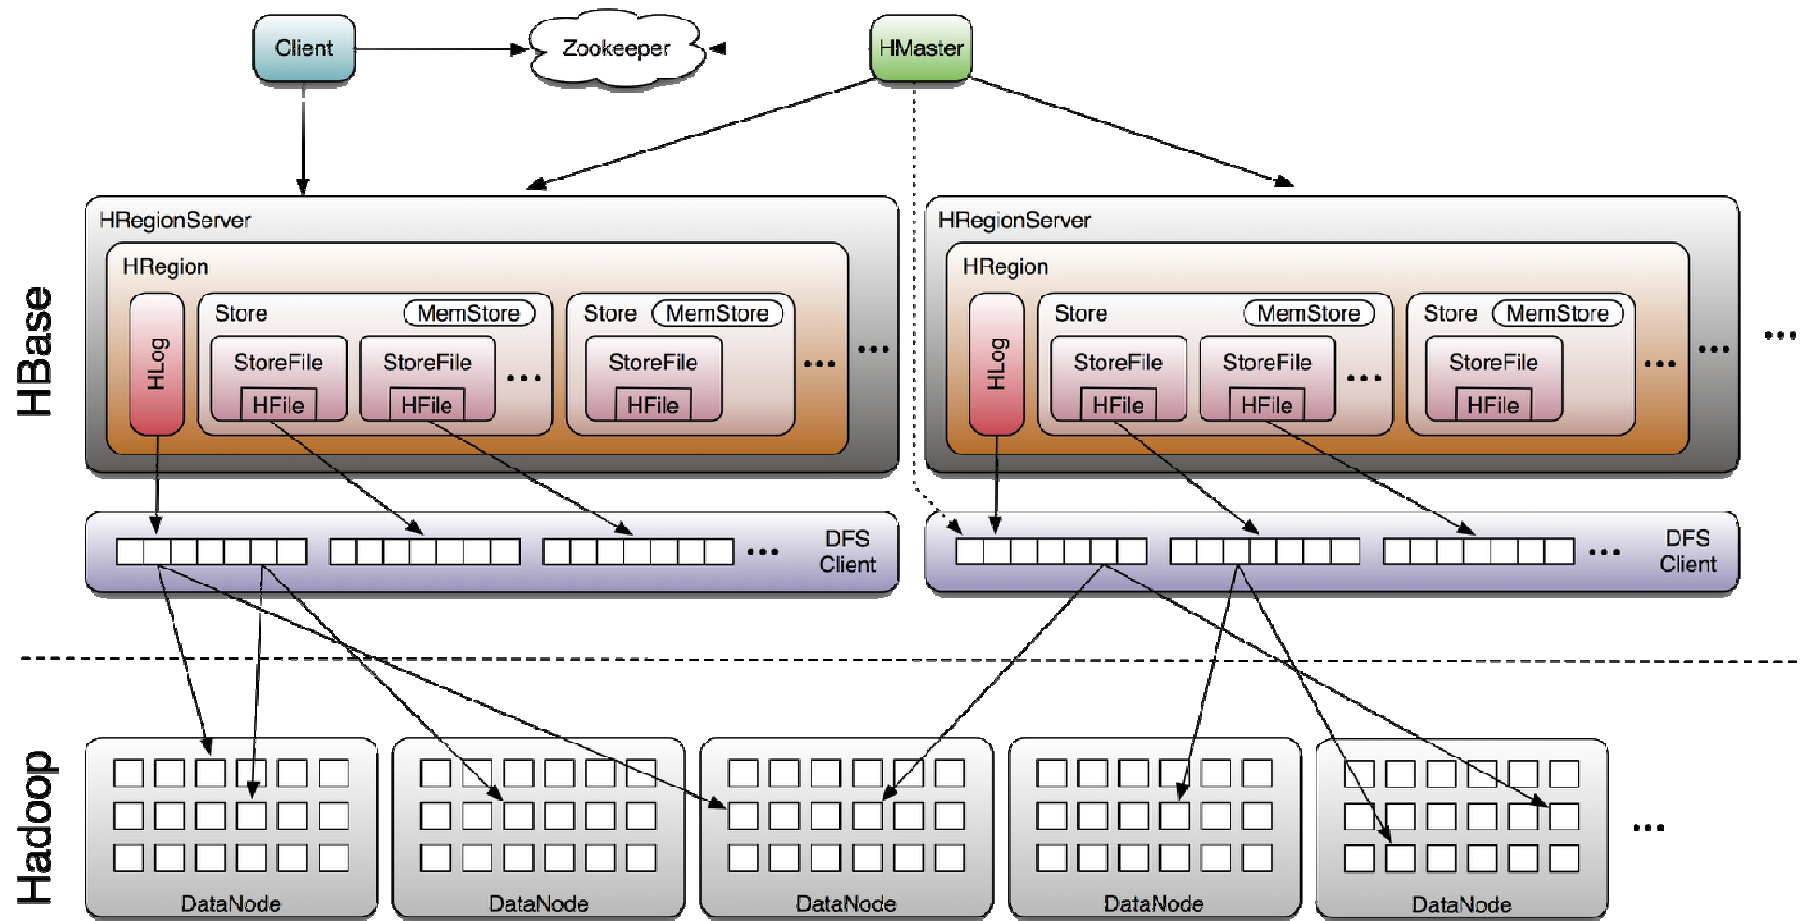 Client
Zookeeper
HMaster
HBase
HRegionServer
HRegion
HLog
Store
MemStore
StoreFile
HFile
StoreFile
HFile
...
Store
MemStore
StoreFile
HFile
...
...
HRegionServer
HRegion
HLog
Store
MemStore
StoreFile
HFile
StoreFile
HFile
...
Store
MemStore
StoreFile
HFile
...
...
...
...
DFS
Client
...
DFS
Client
Hadoop
DataNode
DataNode
DataNode
DataNode
DataNode
...